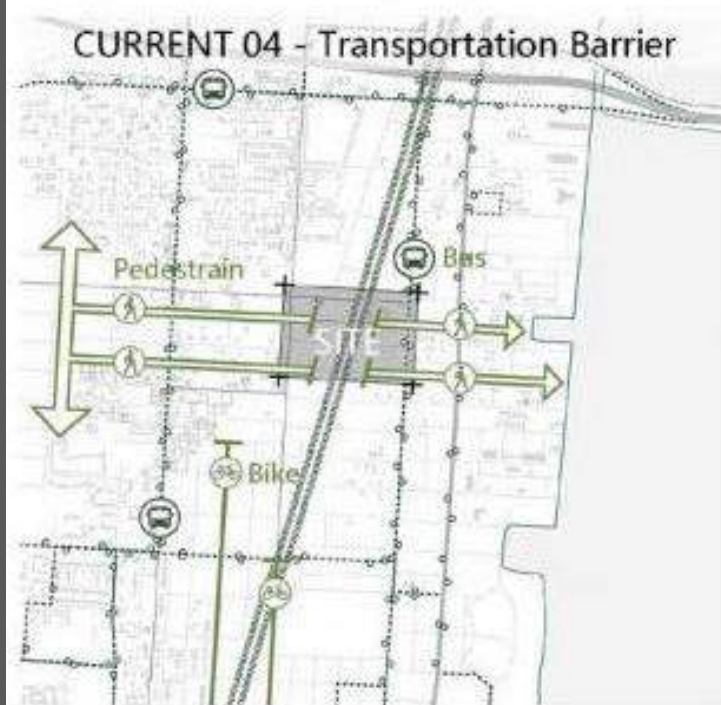 CURRENT 04 - Transportation Barrier
Pedestrain
Bus
SITE
Bike